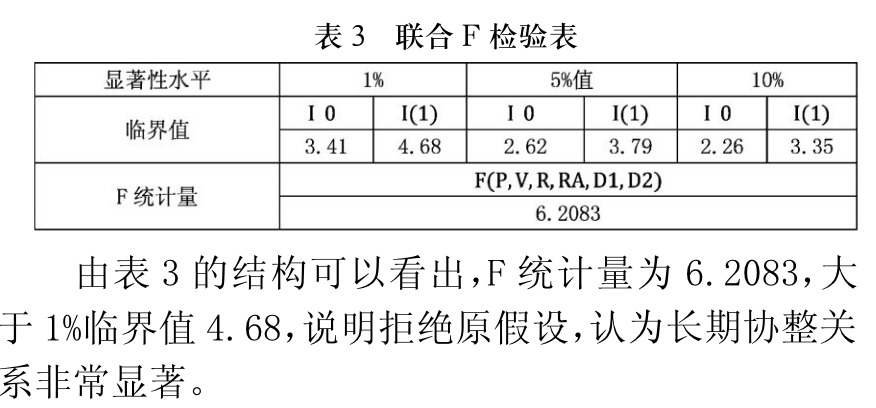 表 3 联合 F 检验表
显著性水平 1% 5%值 10%
临界值
I 0 I(1) I 0 I(1) I 0 I(1)
3.41 4.68 2.62 3.79 2.26 3.35
F 统计量
F(P,V,R,RA,D1,D2)
6.2083
由表 3 的结构可以看出,F 统计量为 6.2083,大
于 1%临界值 4.68,说明拒绝原假设,认为长期协整关
系非常显著。